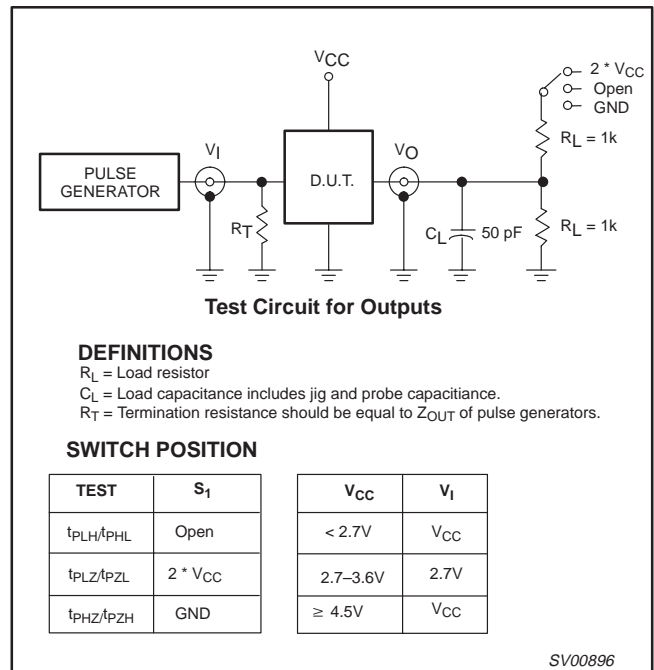 VCC
2 * VCC
Open
GND
RL = 1k
VI
VO
PULSE
GENERATOR
D.U.T.
RT
CL
50 pF
RL = 1k
Test Circuit for Outputs
DEFINITIONS
RL = Load resistor
CL = Load capacitance includes jig and probe capacitiance.
RT = Termination resistance should be equal to ZOUT of pulse generators.
SWITCH POSITION
TEST S1
tPLH/tPHL Open
tPLZ/tPZL 2 * VCC
tPHZ/tPZH GND
VCC VI
< 2.7V VCC
2.7–3.6V 2.7V
≥ 4.5V VCC
SV00896